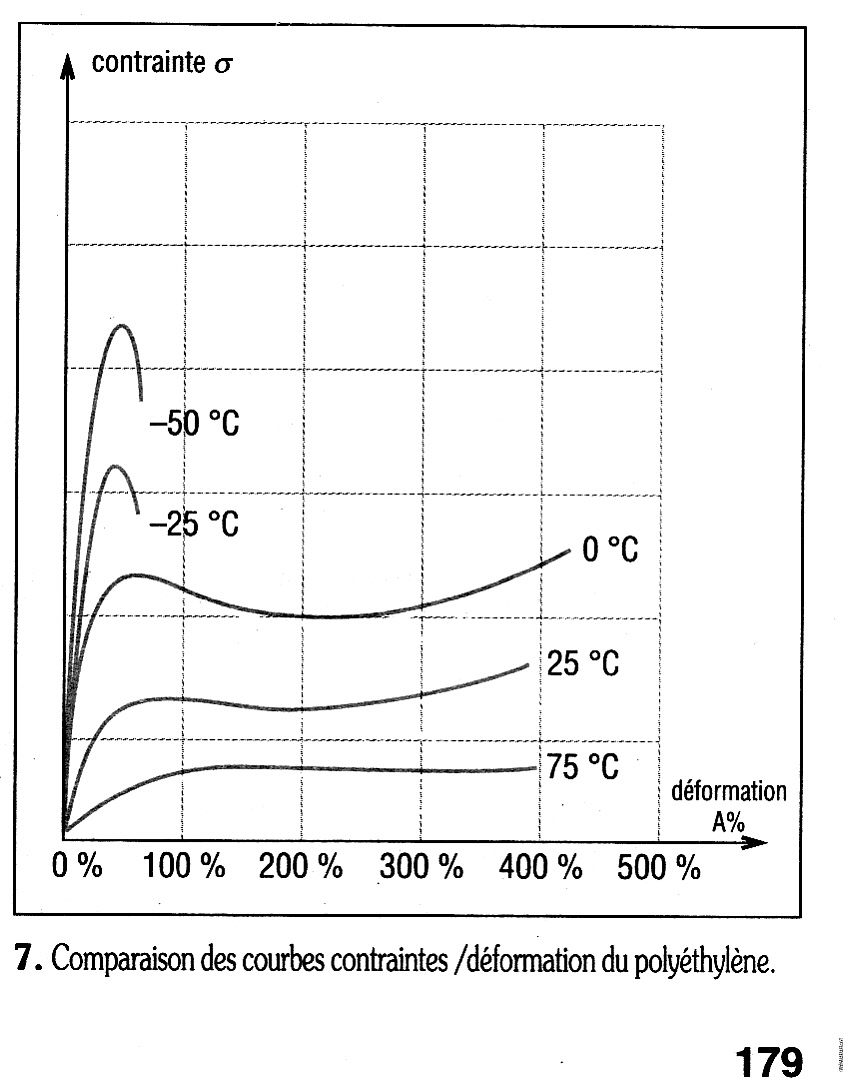 contrainte σ
–50 °C
–25 °C
0 °C
25 °C
75 °C
déformation
A%
0 % 100 % 200 % 300 % 400 % 500 %
7. Comparaison des courbes contraintes /déformation du polyéthylène.
179